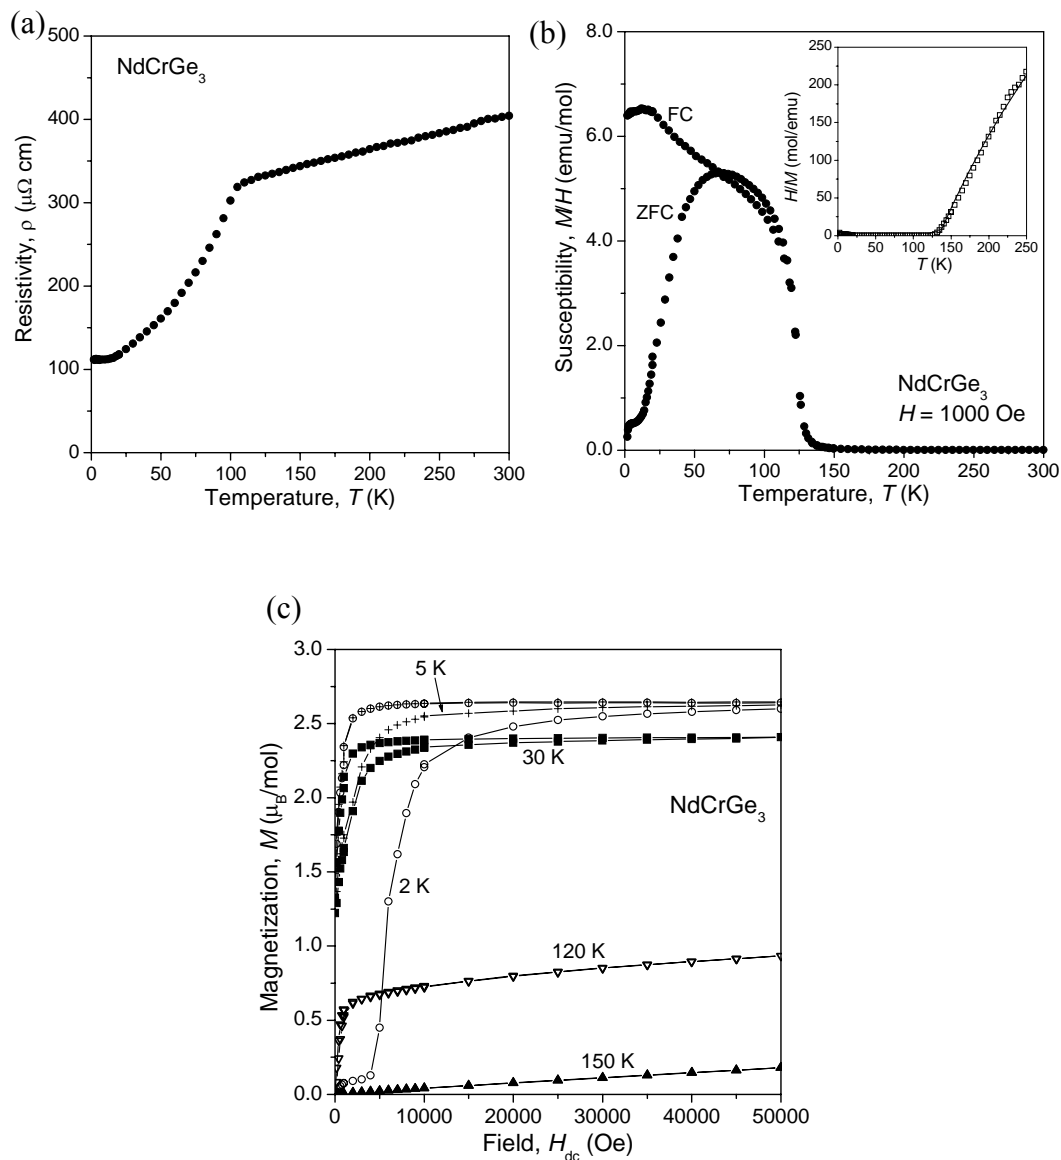 (a)
500
400
300
200
100
0
NdCrGe3
Resistivity, ρ (μΩ cm)
0 50 100 150 200 250 300
Temperature, T (K)
(b)
8.0
6.0
4.0
2.0
0.0
FC
ZFC
Susceptibility, M/H (emu/mol)
250
200
150
100
50
0
H/M (mol/emu)
50 100 150 200 250
T (K)
NdCrGe3
H = 1000 Oe
0 50 100 150 200 250 300
Temperature, T (K)
(c)
3.0
2.5
2.0
1.5
1.0
0.5
0.0
5 K
30 K
NdCrGe3
2 K
120 K
150 K
Magnetization, M (μB/mol)
0 10000 20000 30000 40000 50000
Field, Hdc (Oe)